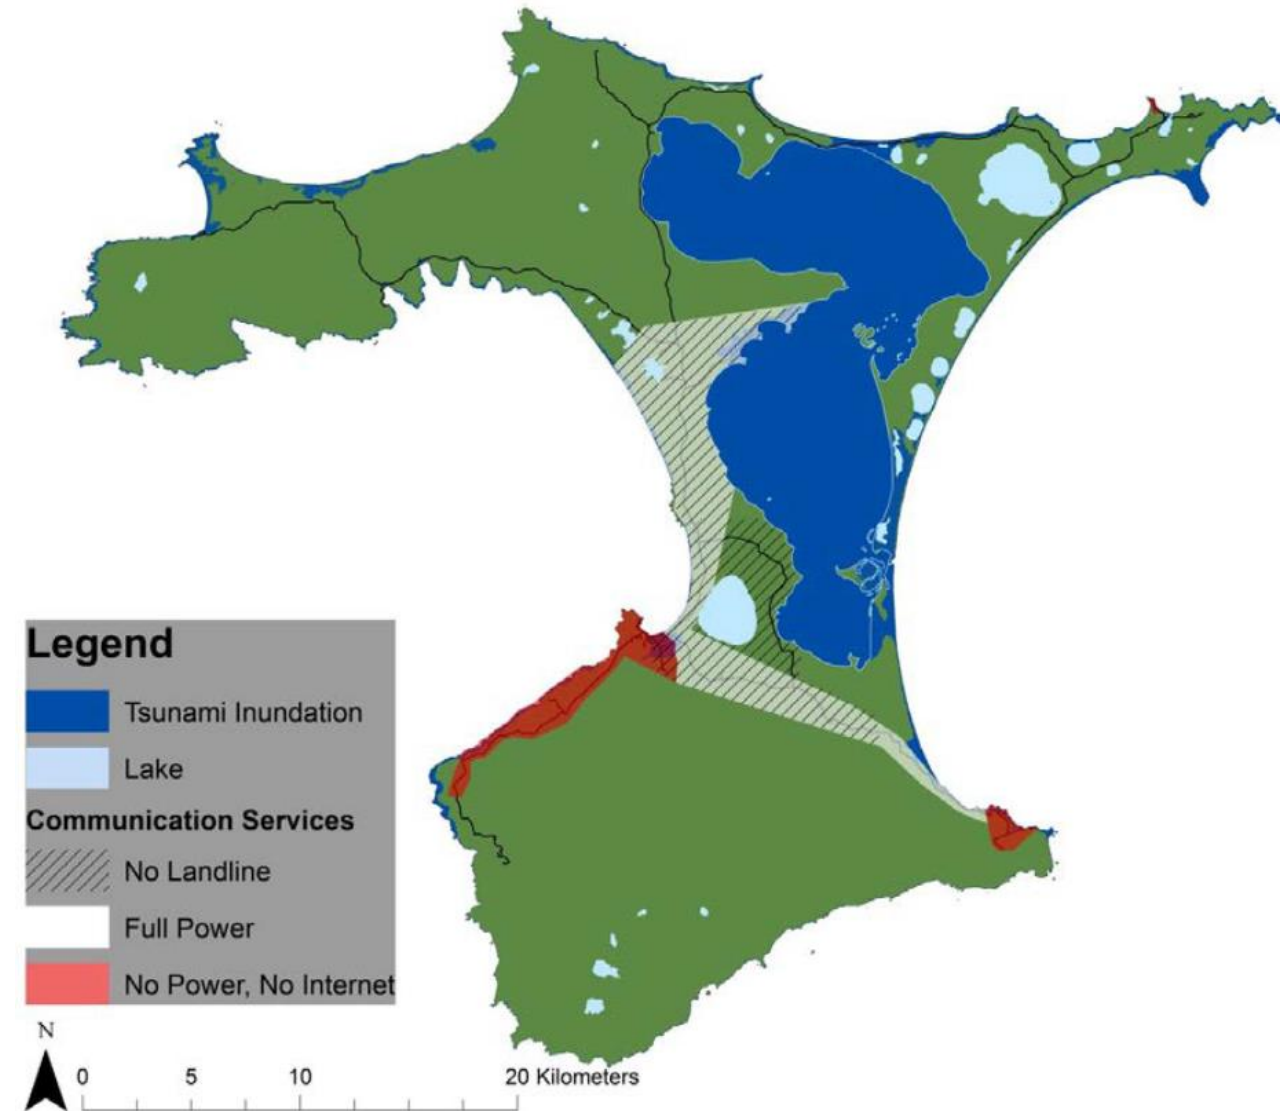 Legend
Tsunami Inundation
Lake
Communication Services
No Landline
Full Power
No Power, No Internet
N
0 5 10 20 Kilometers